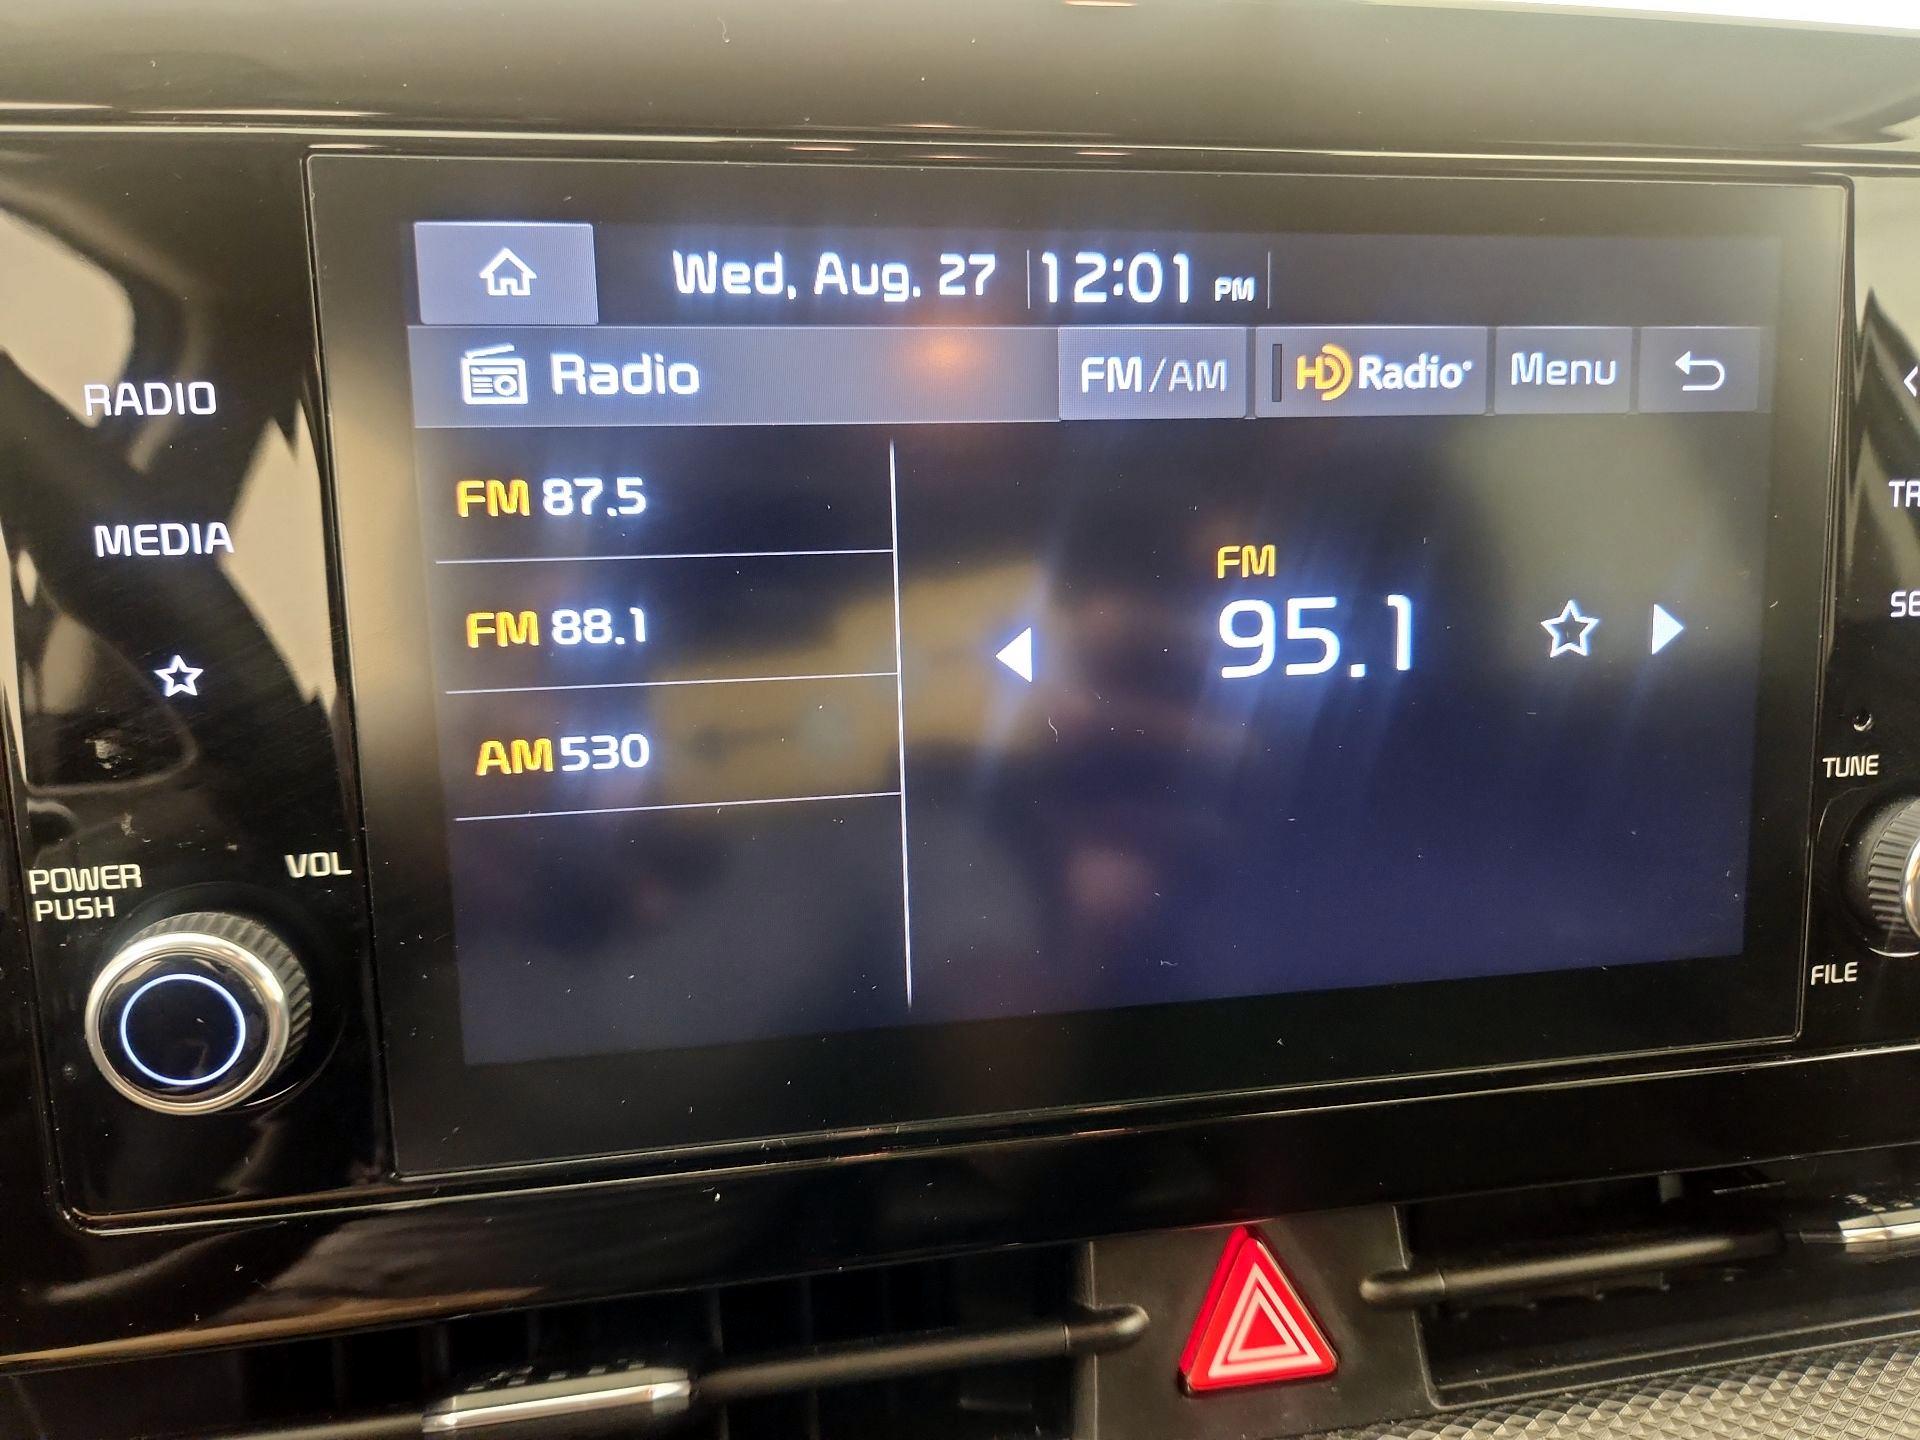 Wed, Aug. 27 12:01 PM
Radio FM/AM HD Radio Menu
RADIO
MEDIA
FM 87.5
FM 88.1
AM 530
FM
95.1
TUNE
POWER
PUSH
VOL
FILE